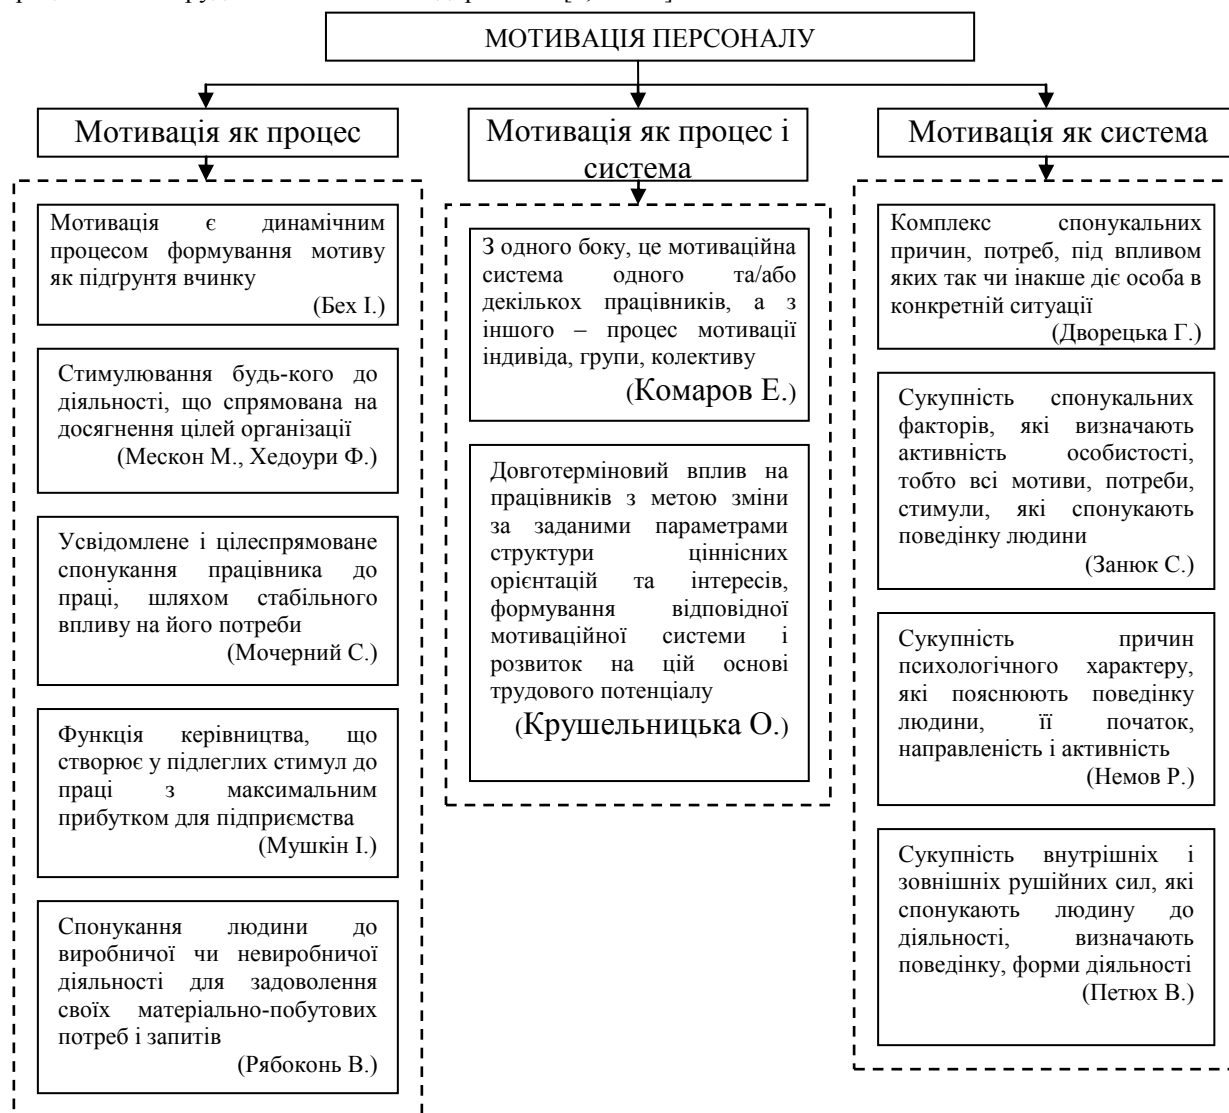 МОТИВАЦІЯ ПЕРСОНАЛУ
Мотивація як процес
Мотивація є динамічним
процесом формування мотиву
як підґрунтя вчинку
(Бех І.)
Стимулювання будь-кого до
діяльності, що спрямована на
досягнення цілей організації
(Мескон М., Хедоури Ф.)
Усвідомлене і цілеспрямоване
спонукання працівника до
праці, шляхом стабільного
впливу на його потреби
(Мочерний С.)
Функція керівництва, що
створює у підлеглих стимул до
праці з максимальним
прибутком для підприємства
(Мушкін І.)
Спонукання людини до
виробничої чи невиробничої
діяльності для задоволення
своїх матеріально-побутових
потреб і запитів
(Рябоконь В.)
Мотивація як процес і
система
З одного боку, це мотиваційна
система одного та/або
декількох працівників, а з
іншого – процес мотивації
індивіда, групи, колективу
(Комаров Е.)
Довготерміновий вплив на
працівників з метою зміни
за заданими параметрами
структури ціннісних
орієнтацій та інтересів,
формування відповідної
мотиваційної системи і
розвиток на цій основі
трудового потенціалу
(Крушельницька О.)
Мотивація як система
Комплекс спонукальних
причин, потреб, під впливом
яких так чи інакше діє особа в
конкретній ситуації
(Дворецька Г.)
Сукупність спонукальних
факторів, які визначають
активність особистості,
тобто всі мотиви, потреби,
стимули, які спонукають
поведінку людини
(Занюк С.)
Сукупність причин
психологічного характеру,
які пояснюють поведінку
людини, її початок,
направленість і активність
(Немов Р.)
Сукупність внутрішніх і
зовнішніх рушійних сил, які
спонукають людину до
діяльності, визначають
поведінку, форми діяльності
(Петюх В.)